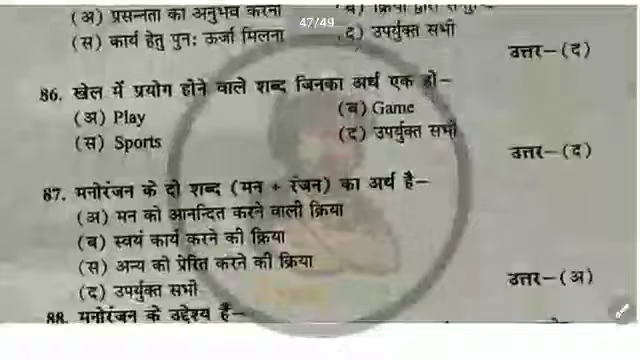 (अ) प्रसन्नता का अनुभव करना
47/49
(स) कार्य हेतु पुनः ऊर्जा मिलना (द) उपर्युक्त सभी
उत्तर–(द)
86. खेल में प्रयोग होने वाले शब्द जिनका अर्थ एक हो–
(अ) Play (ब) Game
(स) Sports (द) उपर्युक्त सभी
उत्तर–(द)
87. मनोरंजन के दो शब्द (मन + रंजन) का अर्थ है–
(अ) मन को आनन्दित करने वाली क्रिया
(ब) स्वयं कार्य करने की क्रिया
(स) अन्य को प्रेरित करने की क्रिया
(द) उपर्युक्त सभी उत्तर–(अ)
88. मनोरंजन के उद्देश्य हैं–